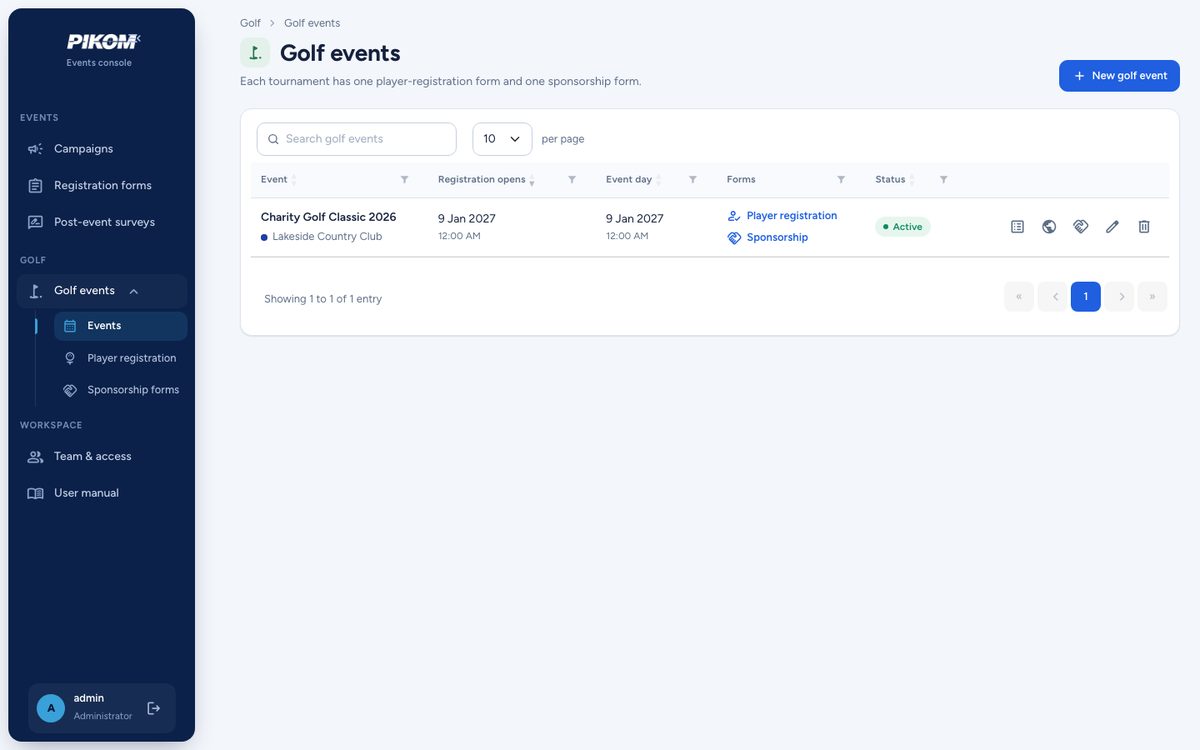 PIKOM
Events console
EVENTS
Campaigns
Registration forms
Post-event surveys
GOLF
Golf events
Events
Player registration
Sponsorship forms
WORKSPACE
Team & access
User manual
A
admin
Administrator
Golf > Golf events
Golf events
Each tournament has one player-registration form and one sponsorship form.
+ New golf event
Search golf events
10
per page
Event
Registration opens
Event day
Forms
Status
Charity Golf Classic 2026
Lakeside Country Club
9 Jan 2027
12:00 AM
9 Jan 2027
12:00 AM
Player registration
Sponsorship
Active
Showing 1 to 1 of 1 entry
« ‹ 1 › »